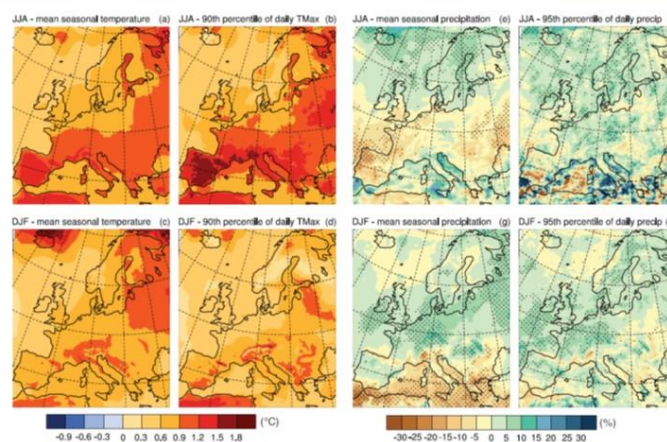 JJA - mean seasonal temperature (a)
JJA - 90th percentile of daily TMax (b)
JJA - mean seasonal precipitation (e)
JJA - 95th percentile of daily precip
DJF - mean seasonal temperature (c)
DJF - 90th percentile of daily TMax (d)
DJF - mean seasonal precipitation (g)
DJF - 95th percentile of daily precip
-0.9 -0.6 -0.3 0 0.3 0.6 0.9 1.2 1.5 1.8 (°C)
-30 -25 -20 -15 -10 -5 0 5 10 15 20 25 30 (%)